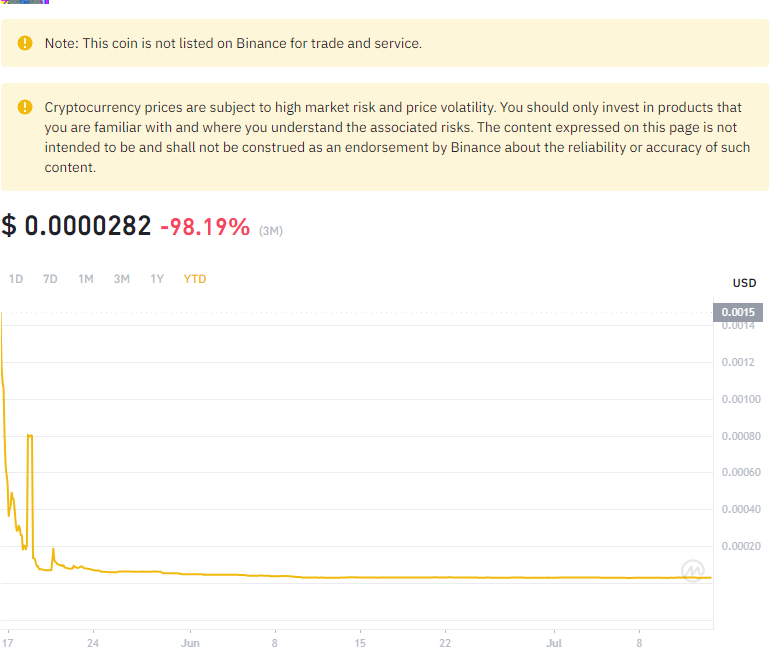 Note: This coin is not listed on Binance for trade and service.
Cryptocurrency prices are subject to high market risk and price volatility. You should only invest in products that
you are familiar with and where you understand the associated risks. The content expressed on this page is not
intended to be and shall not be construed as an endorsement by Binance about the reliability or accuracy of such
content.
$ 0.0000282 -98.19% (3M)
1D 7D 1M 3M 1Y YTD
USD
0.0015
0.0014
0.0012
0.00100
0.00080
0.00060
0.00040
0.00020
17 24 Jun 8 15 22 Jul 8